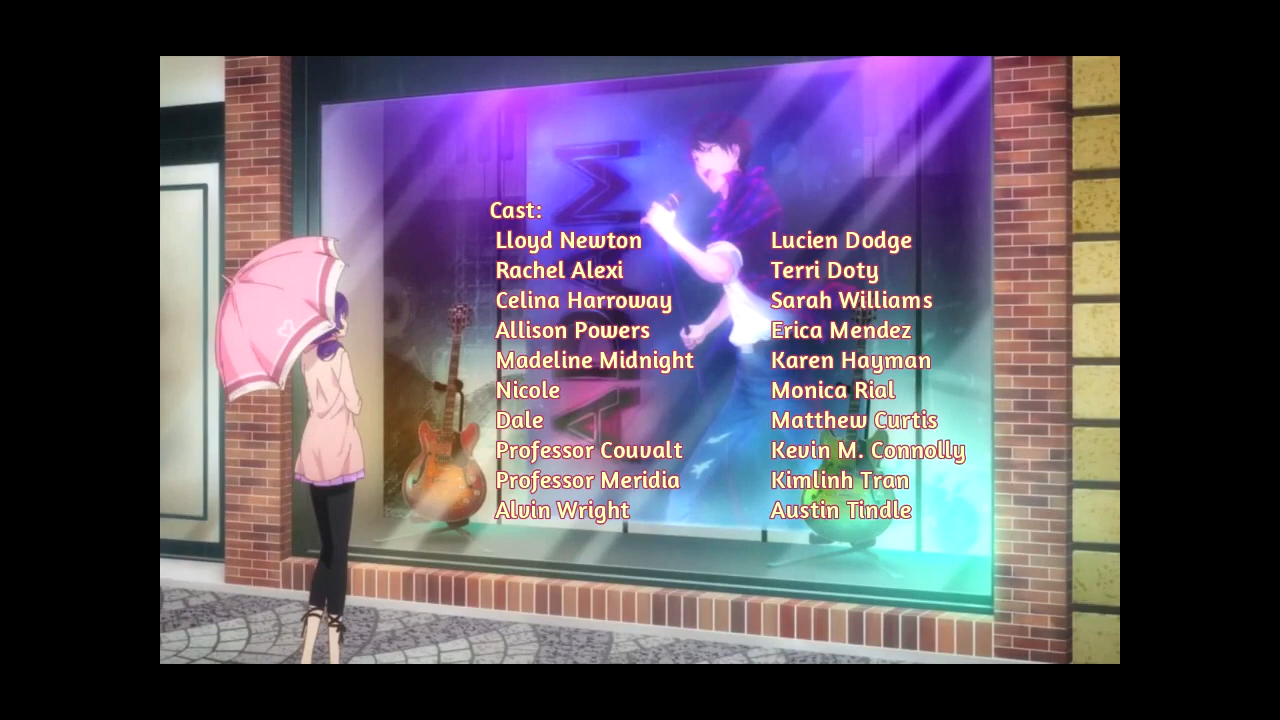 ADAM
Cast:
Lloyd Newton Lucien Dodge
Rachel Alexi Terri Doty
Celina Harroway Sarah Williams
Allison Powers Erica Mendez
Madeline Midnight Karen Hayman
Nicole Monica Rial
Dale Matthew Curtis
Professor Couvalt Kevin M. Connolly
Professor Meridia Kimlinh Tran
Alvin Wright Austin Tindle